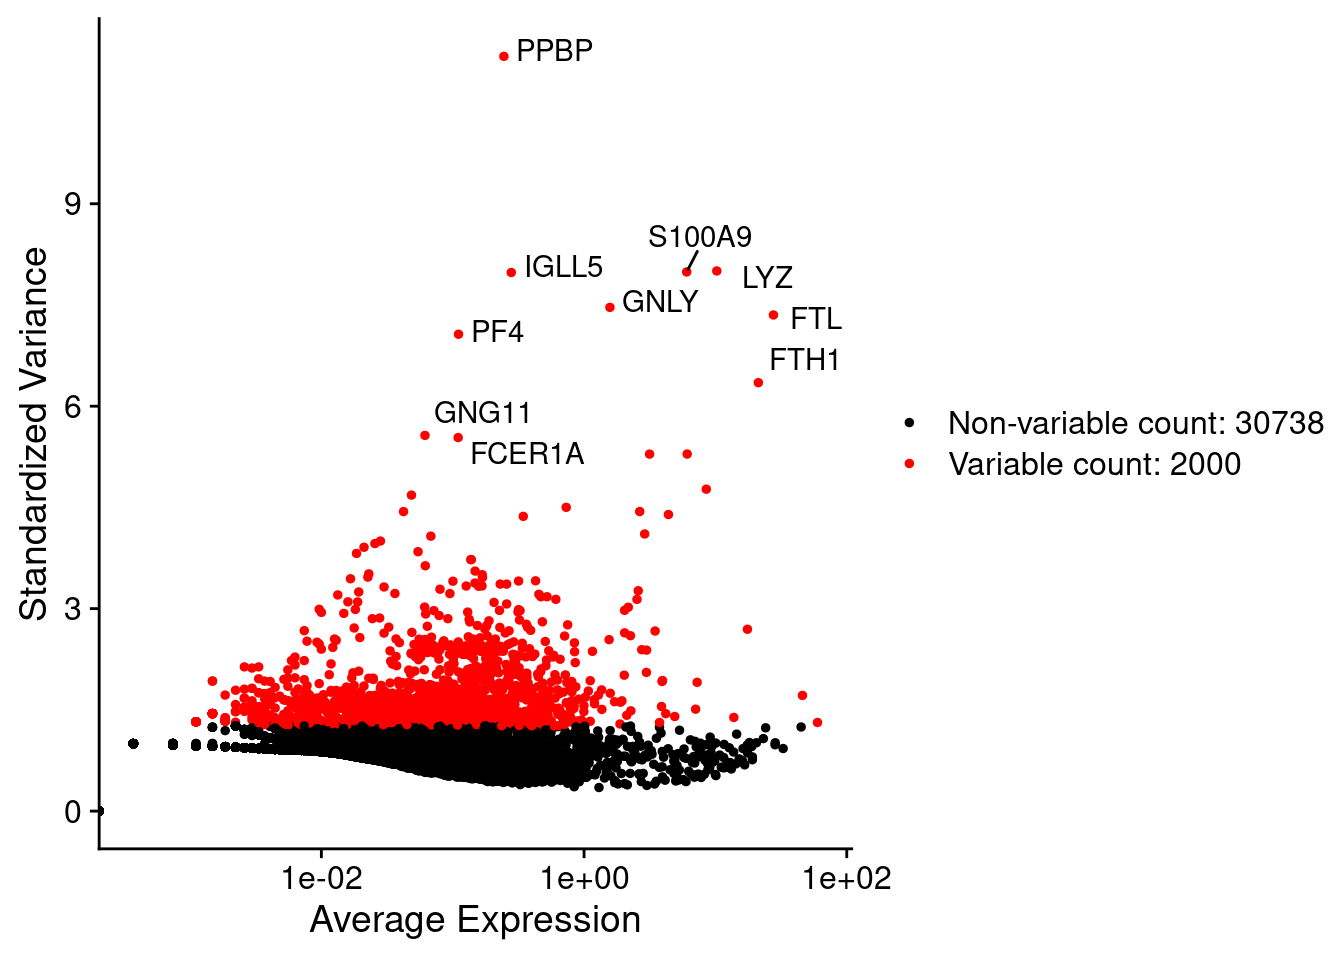 PPBP
9
S100A9
IGLL5
LYZ
GNLY
FTL
PF4
FTH1
6
GNG11
FCER1A
Non-variable count: 30738
Variable count: 2000
Standardized Variance
3
0
1e-02
1e+00
1e+02
Average Expression